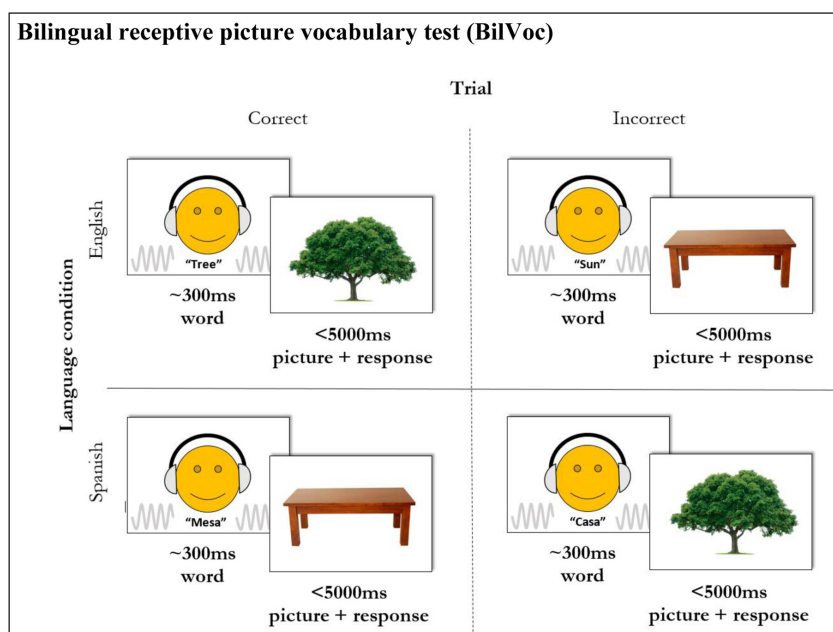 Bilingual receptive picture vocabulary test (BilVoc)
Trial
Correct
Incorrect
Language condition
English
“Tree”
~300ms
word
<5000ms
picture + response
“Sun”
~300ms
word
<5000ms
picture + response
Spanish
“Mesa”
~300ms
word
<5000ms
picture + response
“Casa”
~300ms
word
<5000ms
picture + response